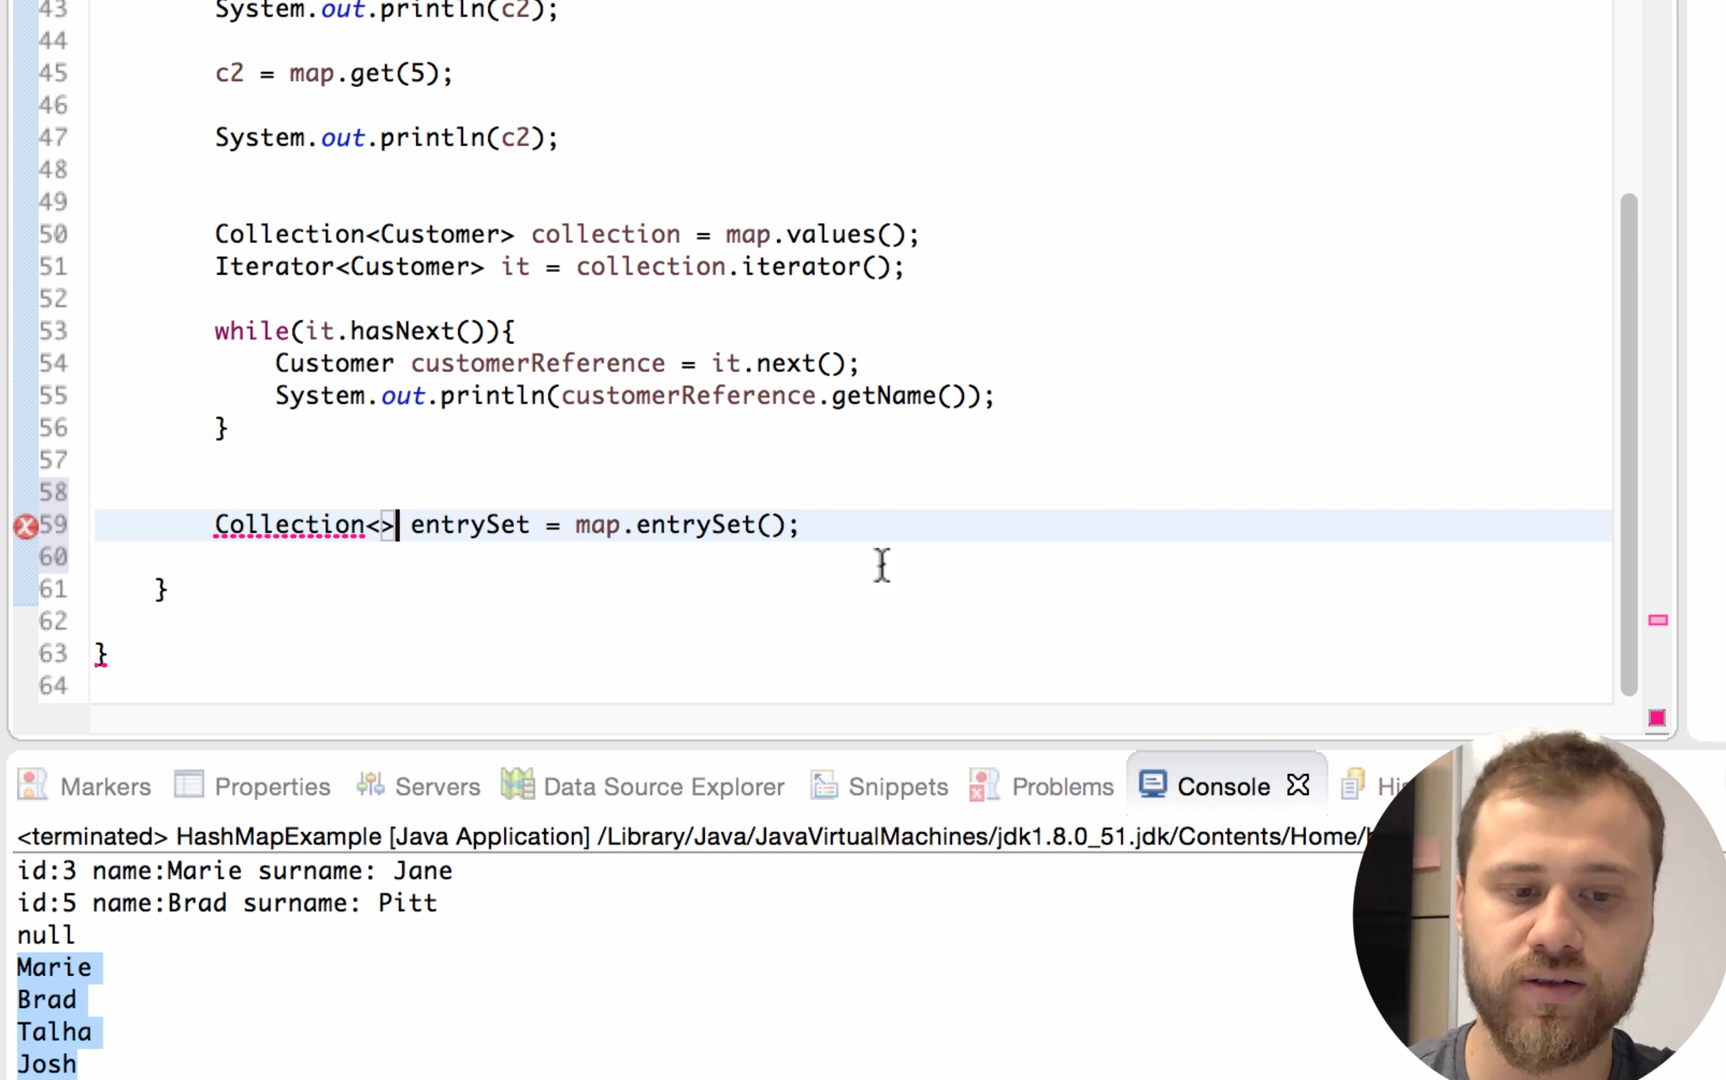 43 System.out.println(c2);
44
45 c2 = map.get(5);
46
47 System.out.println(c2);
48
49
50 Collection<Customer> collection = map.values();
51 Iterator<Customer> it = collection.iterator();
52
53 while(it.hasNext()){
54 Customer customerReference = it.next();
55 System.out.println(customerReference.getName());
56 }
57
58
59 Collection<> entrySet = map.entrySet();
60
61 }
62
63 }
64
Markers Properties Servers Data Source Explorer Snippets Problems Console Hi
<terminated> HashMapExample [Java Application] /Library/Java/JavaVirtualMachines/jdk1.8.0_51.jdk/Contents/Home/
id:3 name:Marie surname: Jane
id:5 name:Brad surname: Pitt
null
Marie
Brad
Talha
Josh